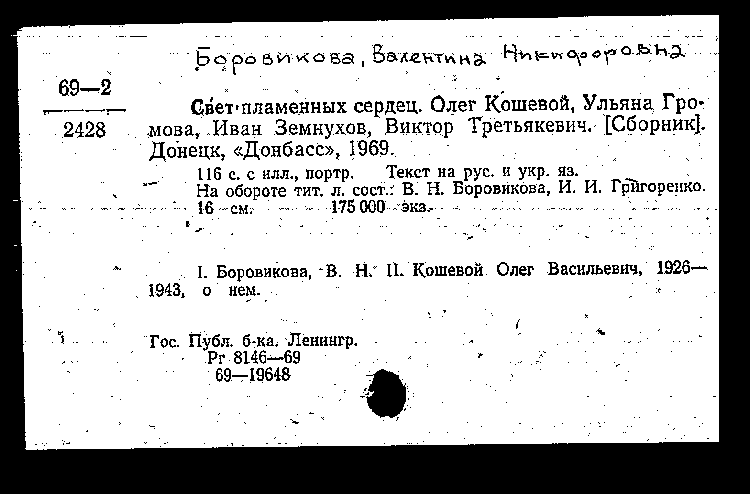 Боровикова, Валентина Никифоровна
69—2
2428
Свет пламенных сердец. Олег Кошевой, Ульяна Гро-
мова, Иван Земнухов, Виктор Третьякевич. [Сборник].
Донецк, «Донбасс», 1969.
116 с. с илл., портр. Текст на рус. и укр. яз.
На обороте тит. л. сост.: В. Н. Боровикова, И. И. Григоренко.
16 см. 175 000 экз.
I. Боровикова, В. Н. II. Кошевой Олег Васильевич, 1926—
1943, о нем.
Гос. Публ. б-ка. Ленингр.
Рг 8146—69
69—19648